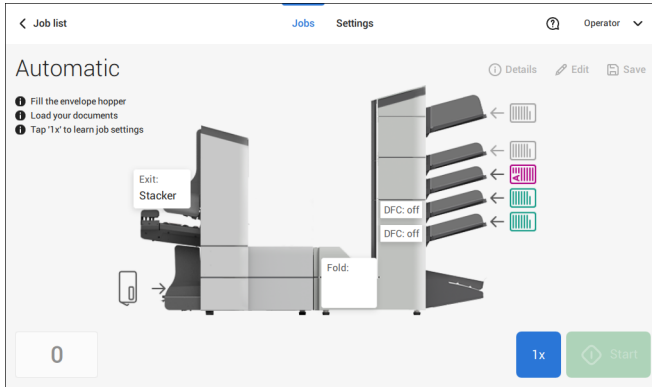 Job list
Jobs
Settings
Operator
Automatic
Details
Edit
Save
Fill the envelope hopper
Load your documents
Tap '1x' to learn job settings
Exit:
Stacker
A
DFC: off
DFC: off
Fold:
0
1x
Start